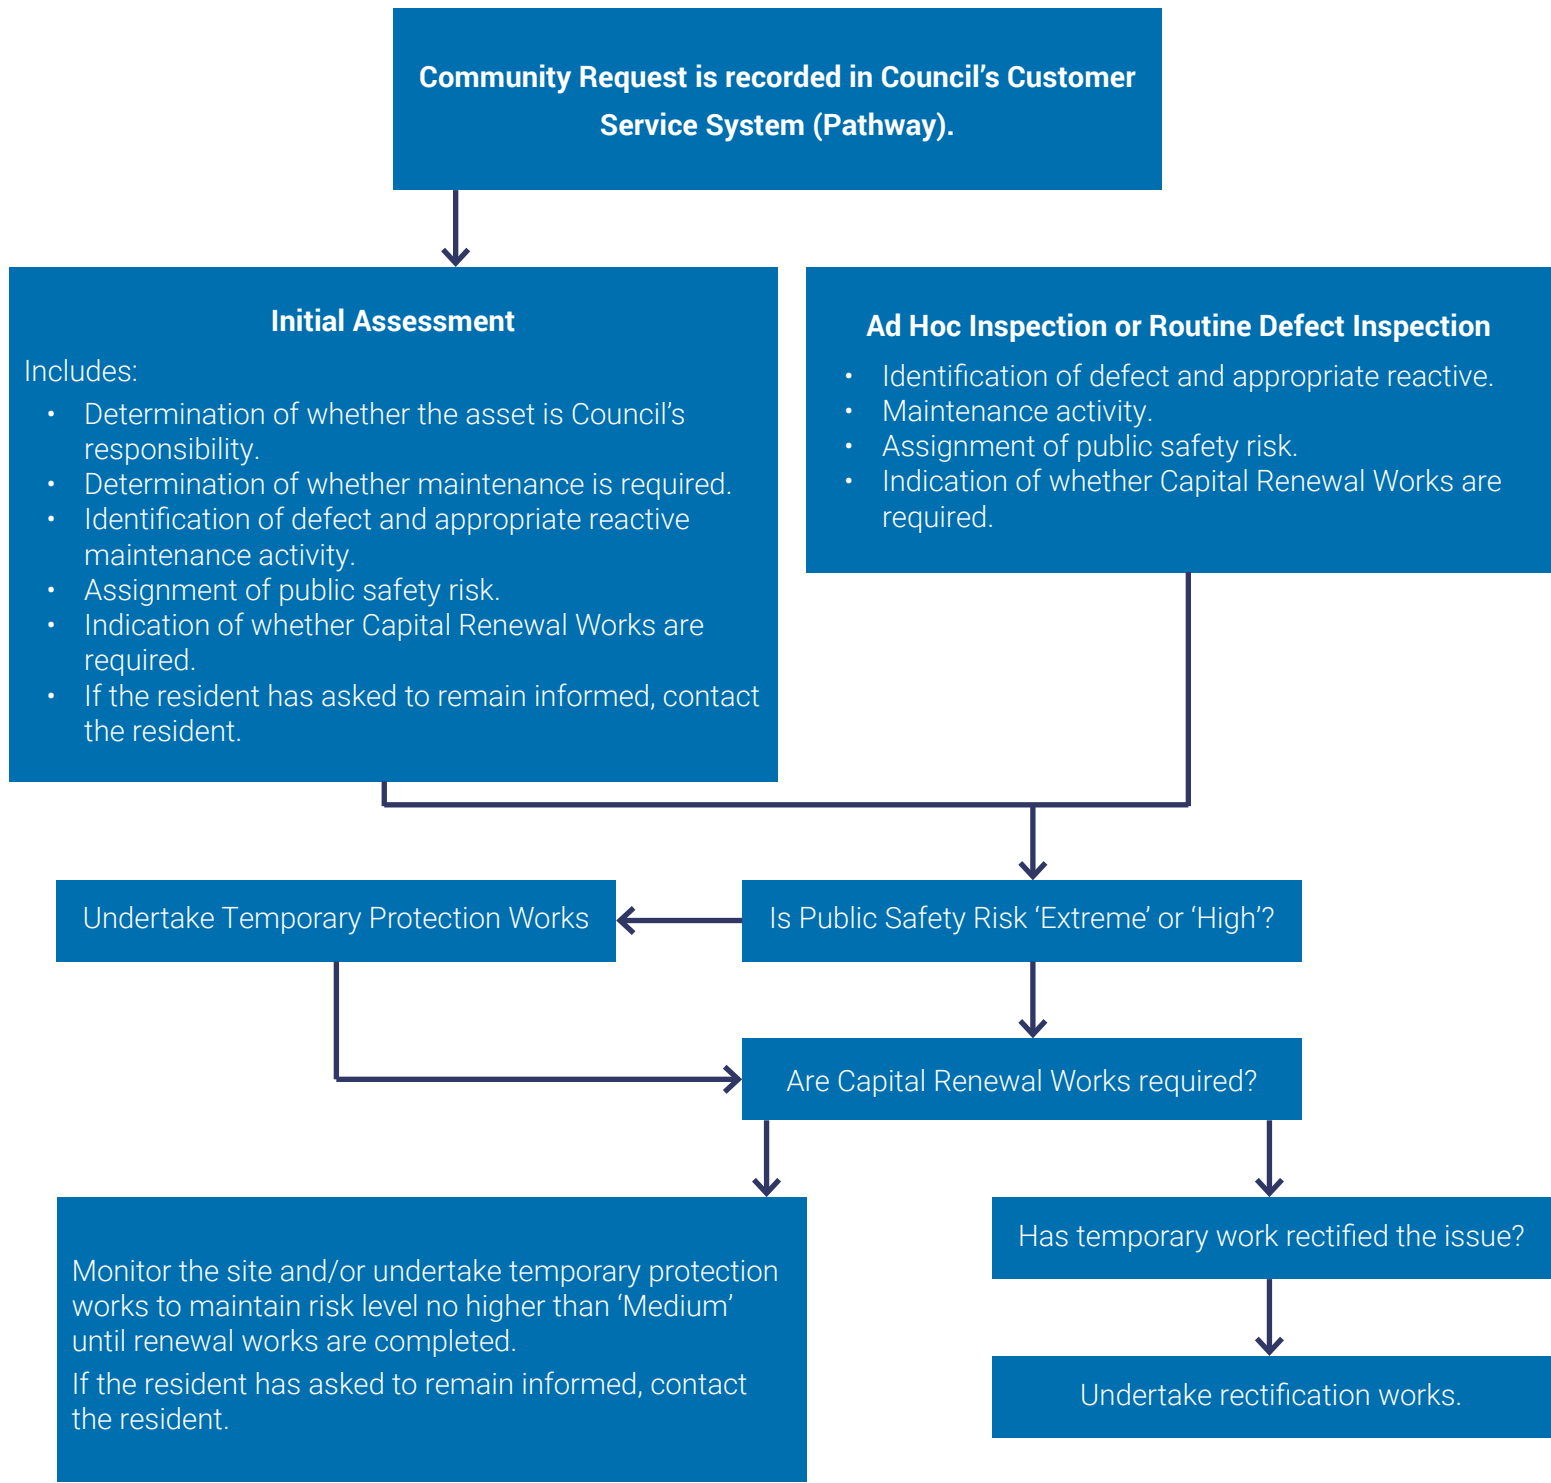 Community Request is recorded in Council’s Customer
Service System (Pathway).
Initial Assessment
Includes:
• Determination of whether the asset is Council’s
responsibility.
• Determination of whether maintenance is required.
• Identification of defect and appropriate reactive
maintenance activity.
• Assignment of public safety risk.
• Indication of whether Capital Renewal Works are
required.
• If the resident has asked to remain informed, contact
the resident.
Ad Hoc Inspection or Routine Defect Inspection
• Identification of defect and appropriate reactive.
• Maintenance activity.
• Assignment of public safety risk.
• Indication of whether Capital Renewal Works are
required.
Undertake Temporary Protection Works
Is Public Safety Risk ‘Extreme’ or ‘High’?
Are Capital Renewal Works required?
Monitor the site and/or undertake temporary protection
works to maintain risk level no higher than ‘Medium’
until renewal works are completed.
If the resident has asked to remain informed, contact
the resident.
Has temporary work rectified the issue?
Undertake rectification works.